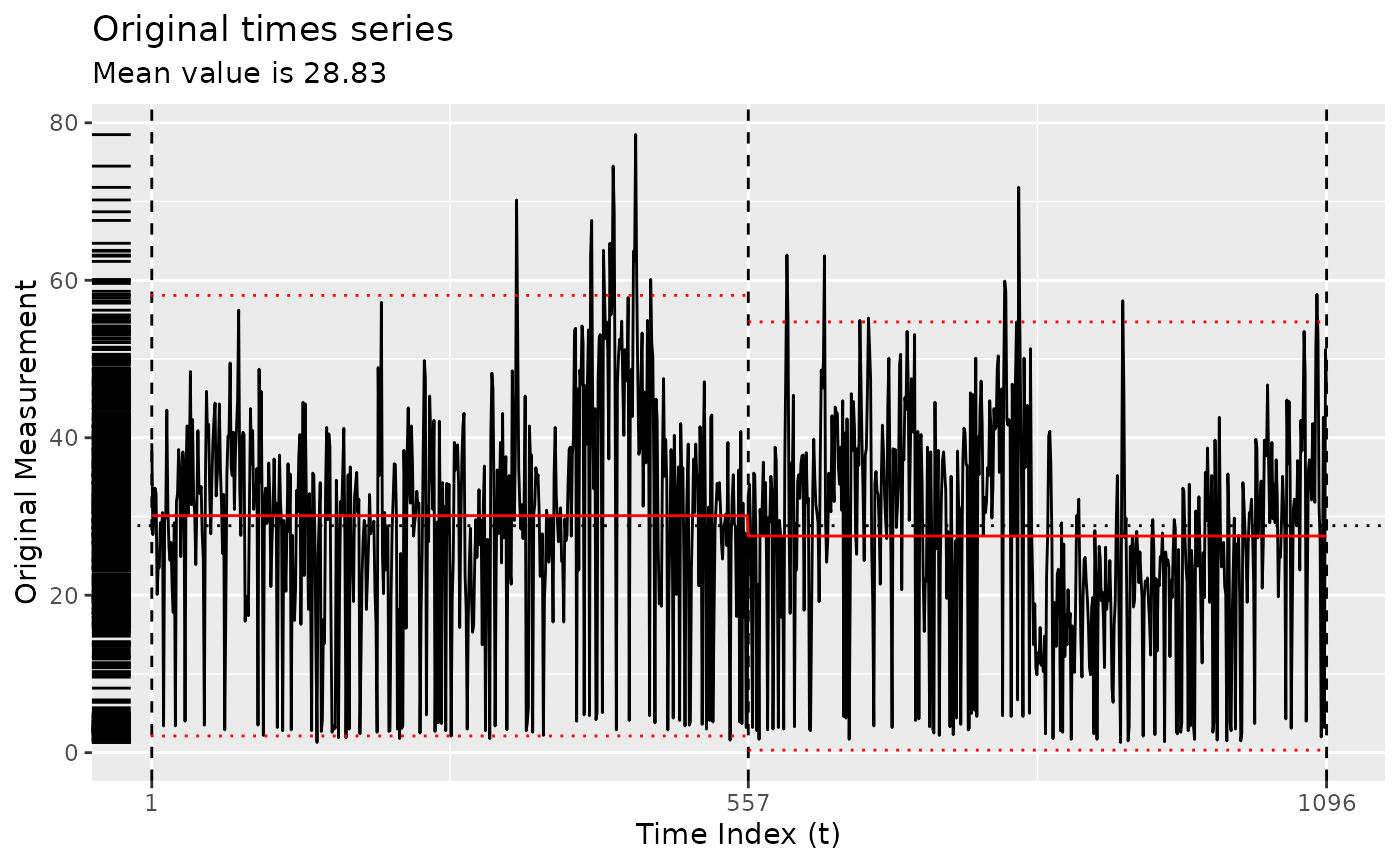 Original times series
Mean value is 28.83
Original Measurement
80
60
40
20
0
1
557
1096
Time Index (t)